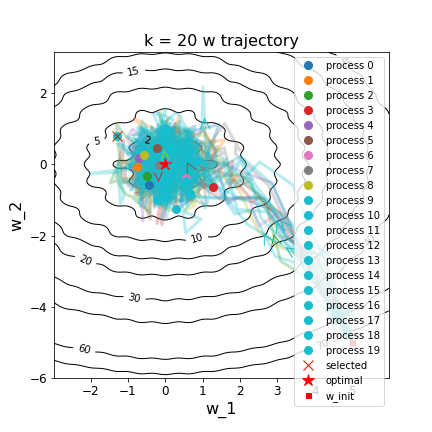 k = 20 w trajectory
w_2
2
0
−2
−4
−6
−2
−1
0
1
2
3
4
5
w_1
15
5
2
10
20
30
60
70
process 0
process 1
process 2
process 3
process 4
process 5
process 6
process 7
process 8
process 9
process 10
process 11
process 12
process 13
process 14
process 15
process 16
process 17
process 18
process 19
selected
optimal
w_init